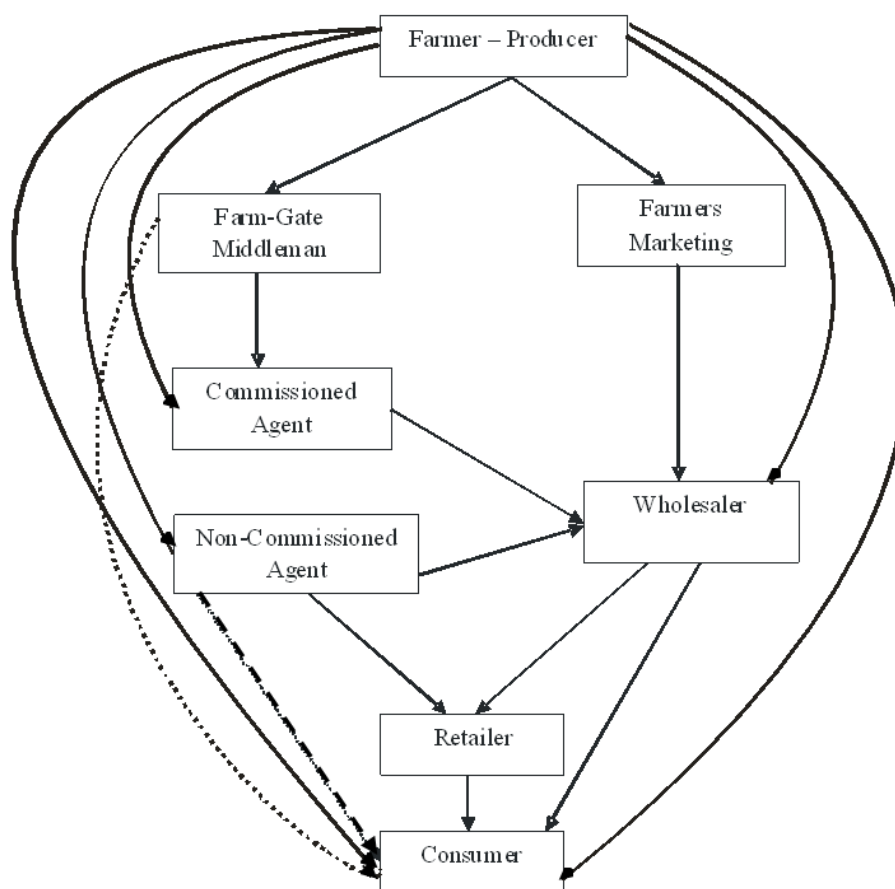 Farmer – Producer
Farm-Gate
Middleman
Farmers
Marketing
Commissioned
Agent
Wholesaler
Non-Commissioned
Agent
Retailer
Consumer